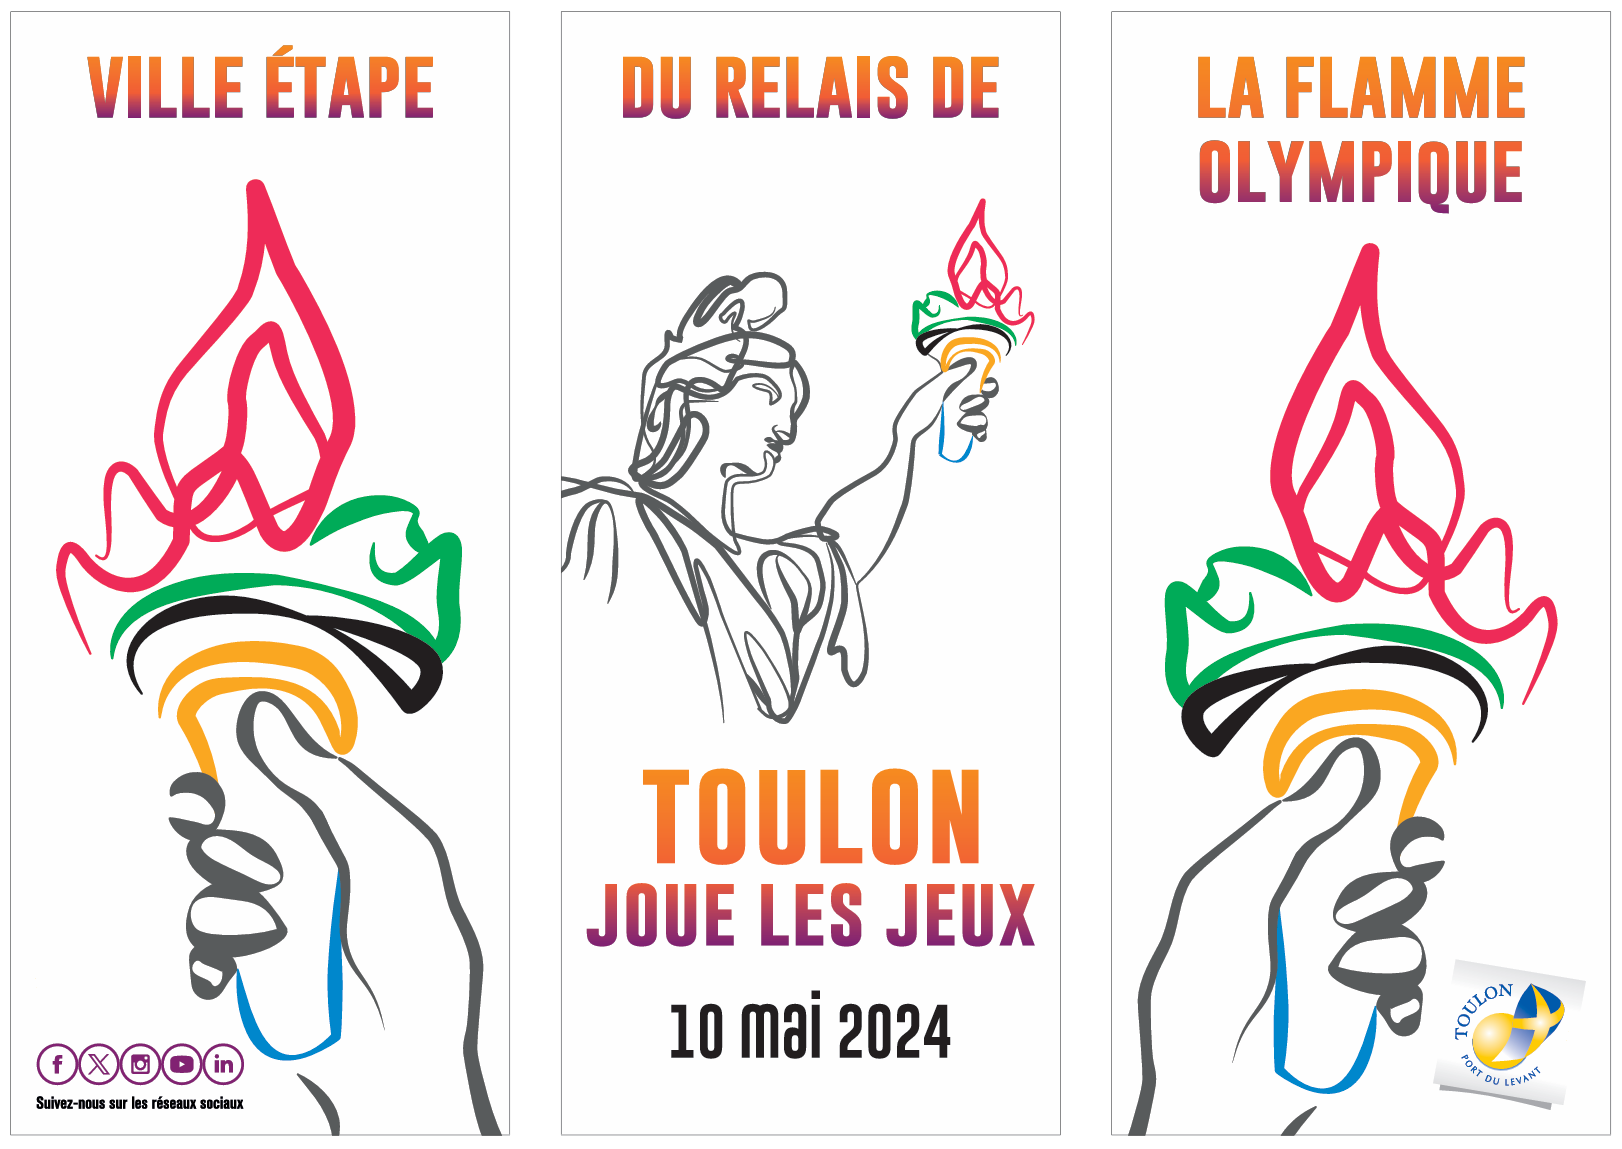 VILLE ÉTAPE
Suivez-nous sur les réseaux sociaux
DU RELAIS DE
TOULON
JOUE LES JEUX
10 mai 2024
LA FLAMME
OLYMPIQUE
TOULON
PORT DU LEVANT